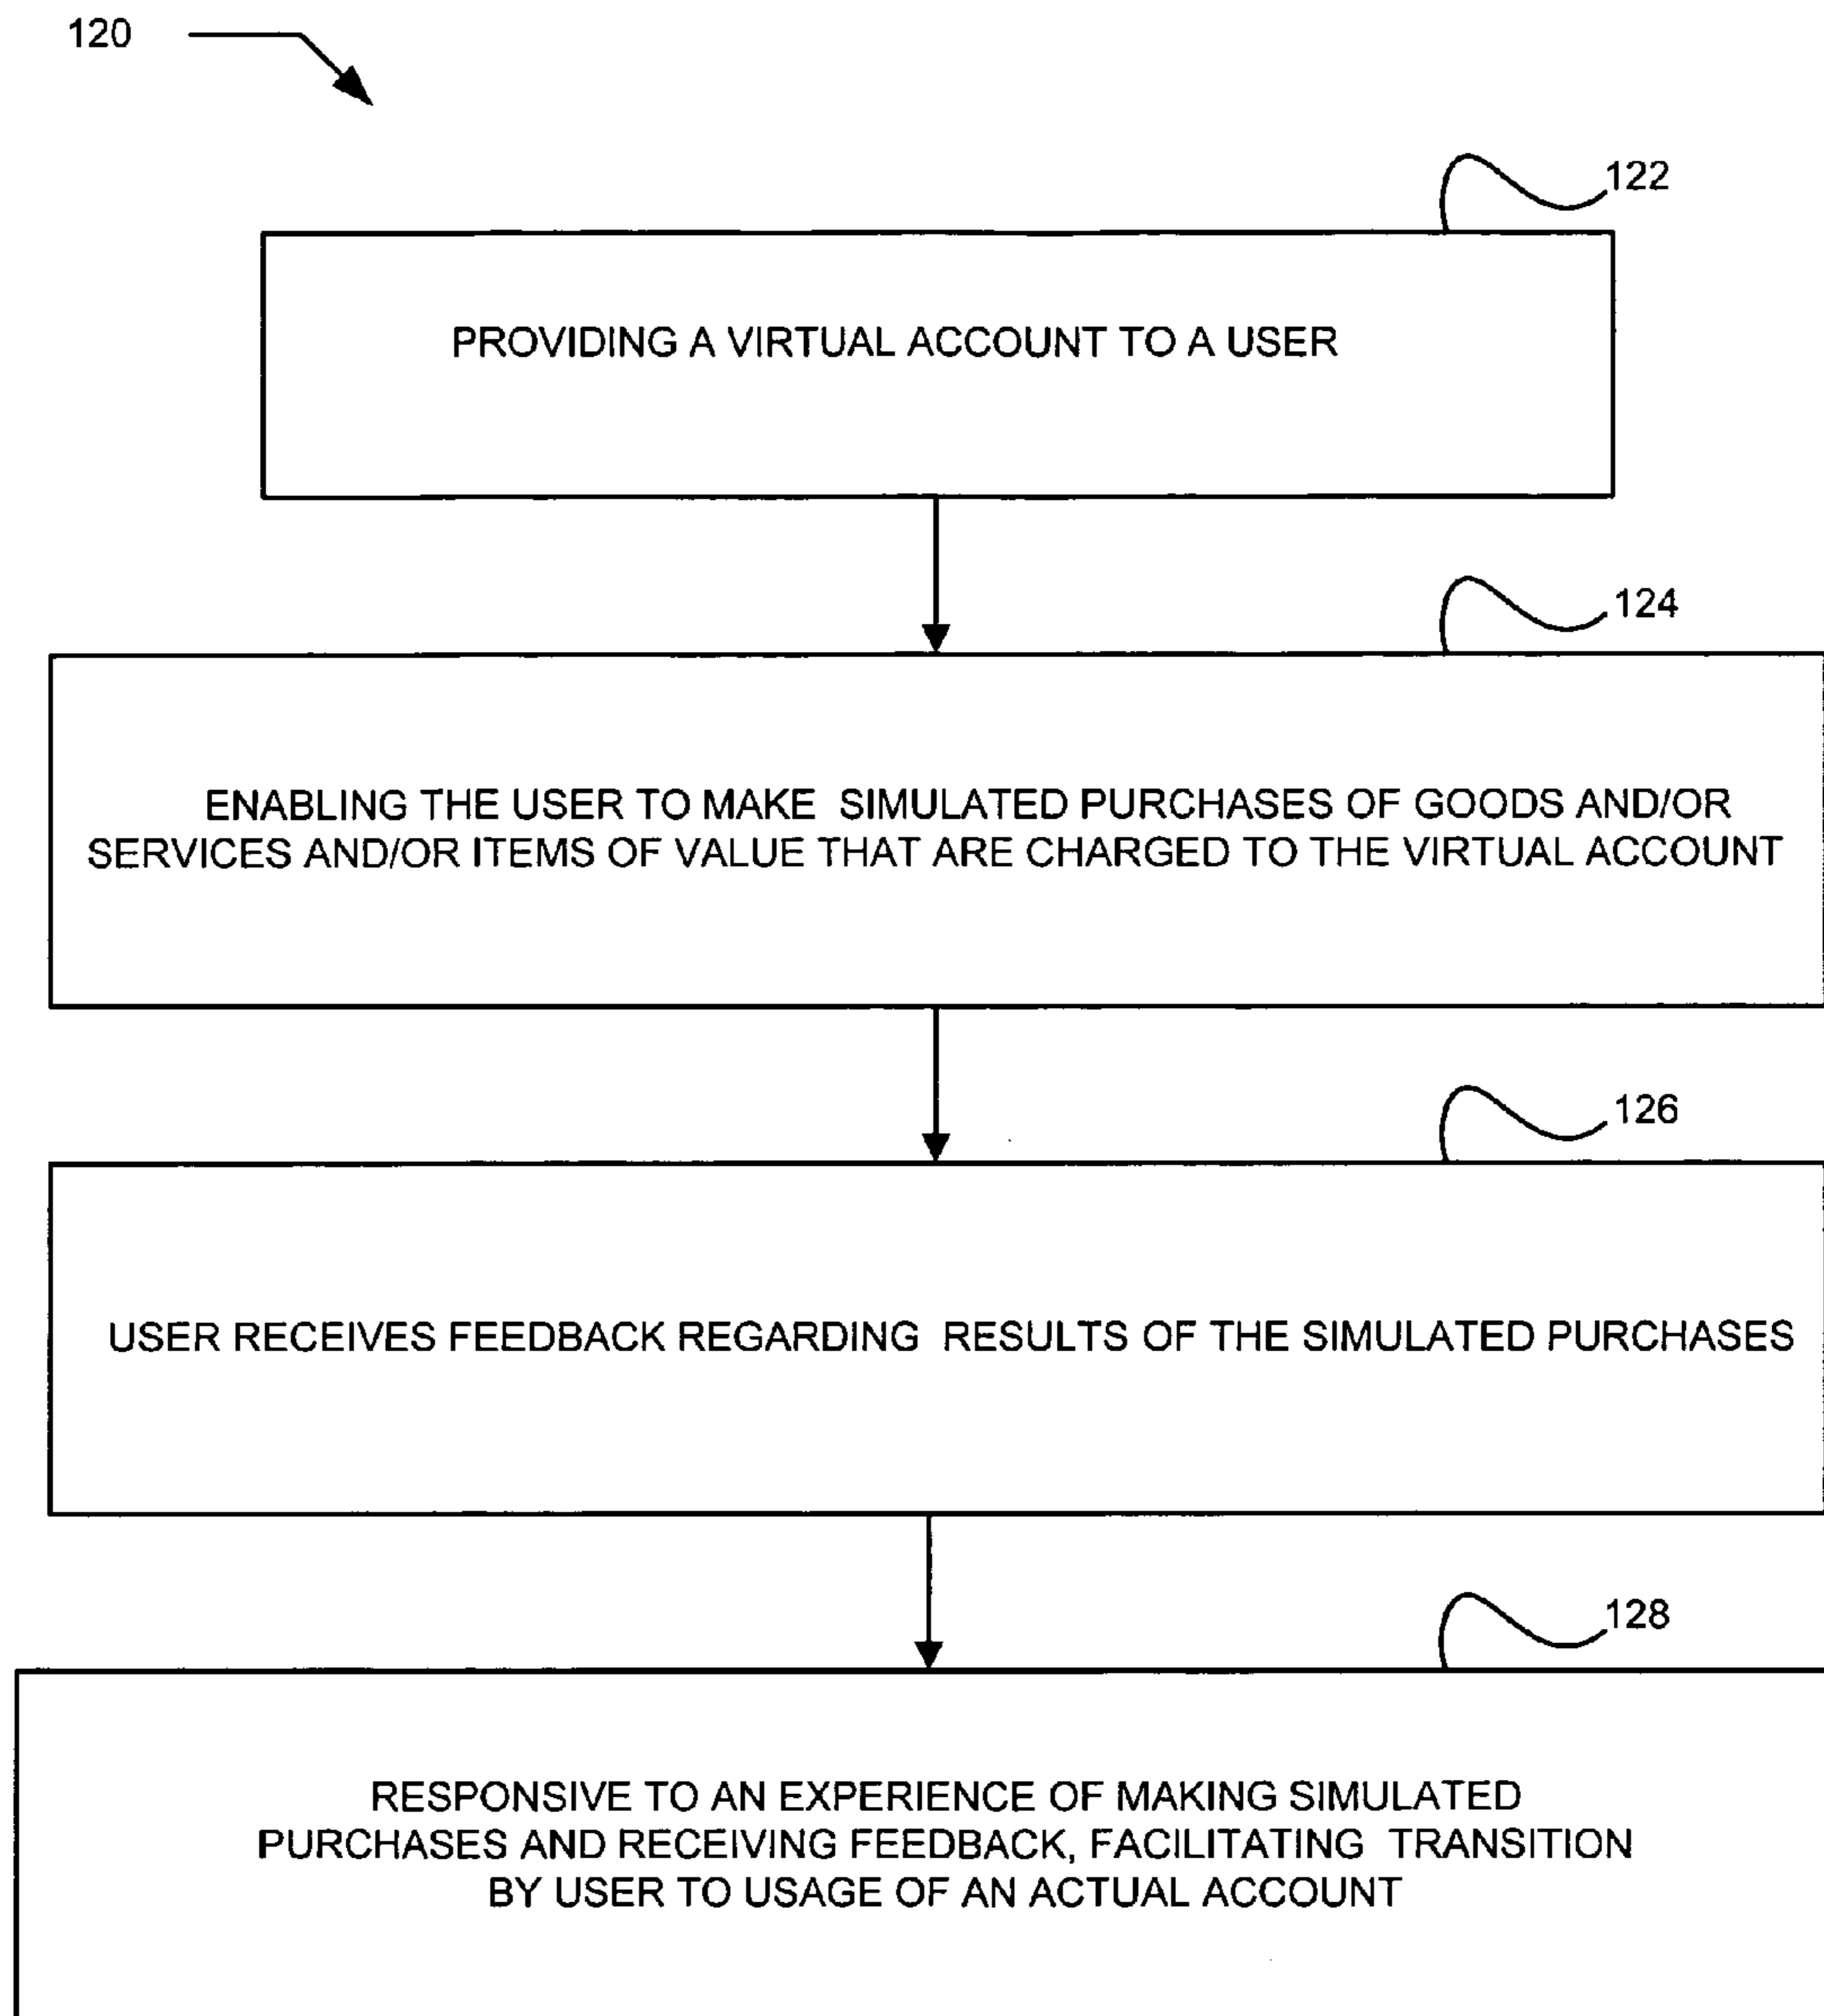 120
122
PROVIDING A VIRTUAL ACCOUNT TO A USER
124
ENABLING THE USER TO MAKE SIMULATED PURCHASES OF GOODS AND/OR
SERVICES AND/OR ITEMS OF VALUE THAT ARE CHARGED TO THE VIRTUAL ACCOUNT
126
USER RECEIVES FEEDBACK REGARDING RESULTS OF THE SIMULATED PURCHASES
128
RESPONSIVE TO AN EXPERIENCE OF MAKING SIMULATED
PURCHASES AND RECEIVING FEEDBACK, FACILITATING TRANSITION
BY USER TO USAGE OF AN ACTUAL ACCOUNT